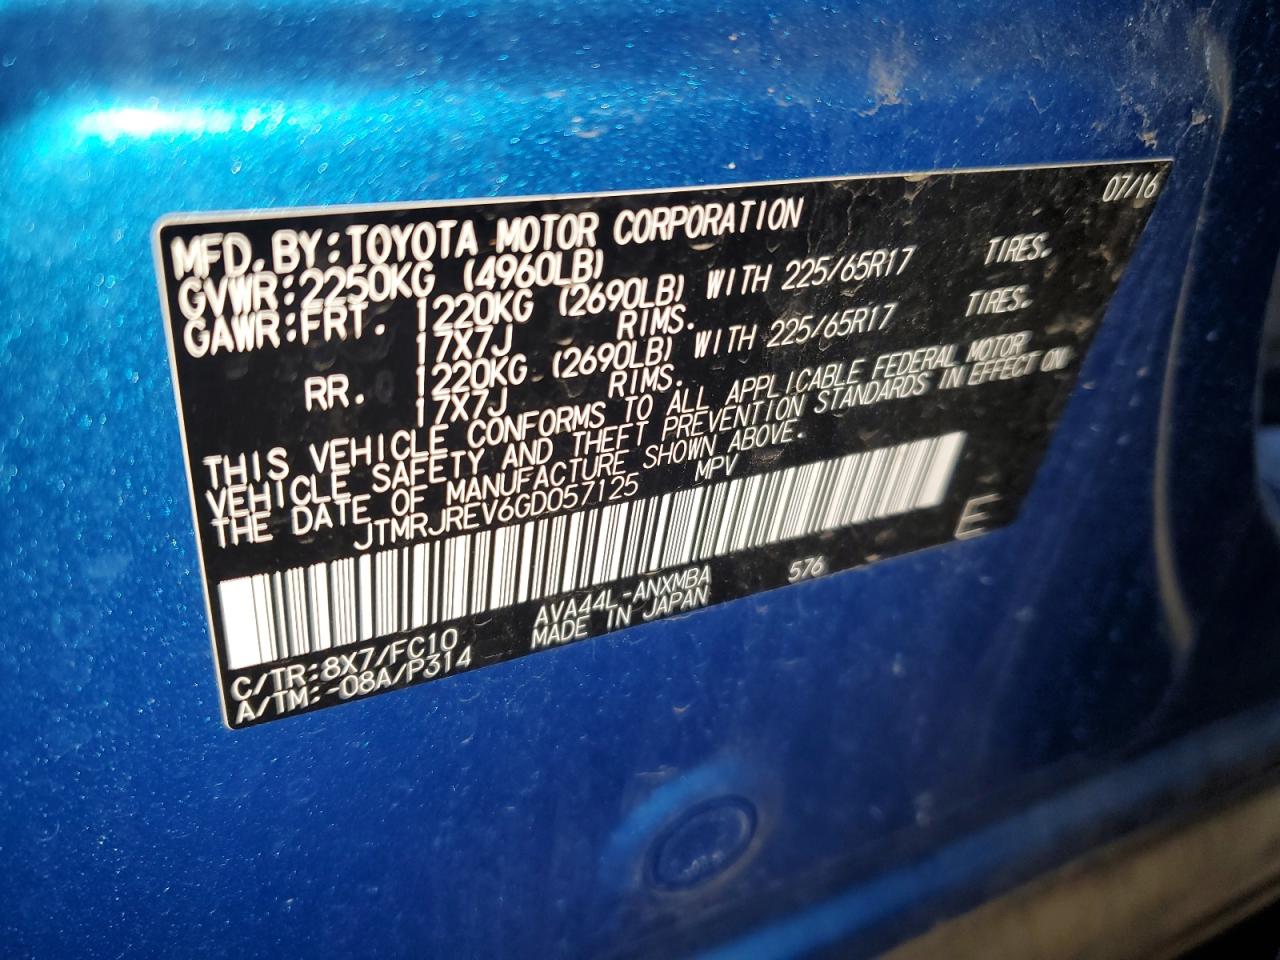 07/16
MFD. BY: TOYOTA MOTOR CORPORATION
GVWR: 2250KG (4960LB)
GAWR: FRT. 1220KG (2690LB) WITH 225/65R17 TIRES.
17X7J RIMS.
RR. 1220KG (2690LB) WITH 225/65R17 TIRES.
17X7J RIMS.
THIS VEHICLE CONFORMS TO ALL APPLICABLE FEDERAL MOTOR
VEHICLE SAFETY AND THEFT PREVENTION STANDARDS IN EFFECT ON
THE DATE OF MANUFACTURE SHOWN ABOVE.
JTMRJREV6GD057125 MPV
C/TR: 8X7/FC10 AVA44L-ANXMBA 576 E
A/TM: -08A/P314 MADE IN JAPAN